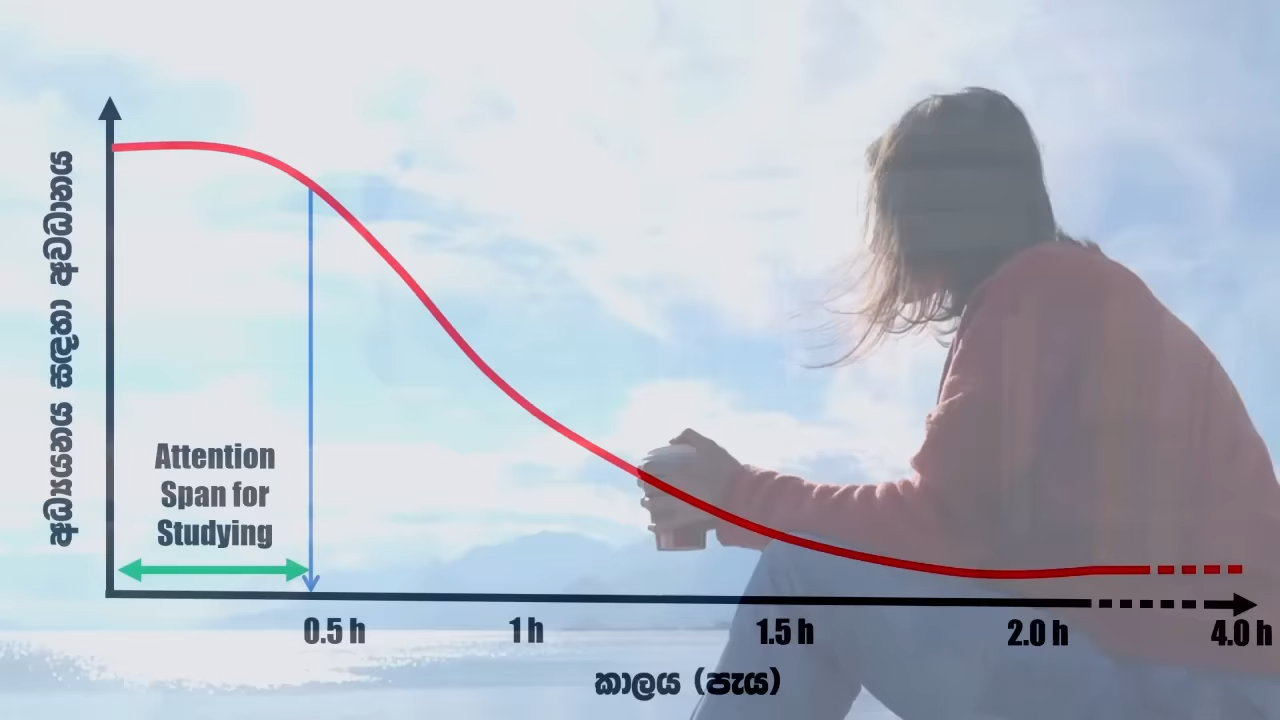 අධ්‍යයනය සඳහා අවධානය
Attention
Span for
Studying
0.5 h
1 h
1.5 h
2.0 h
4.0 h
කාලය (පැය)